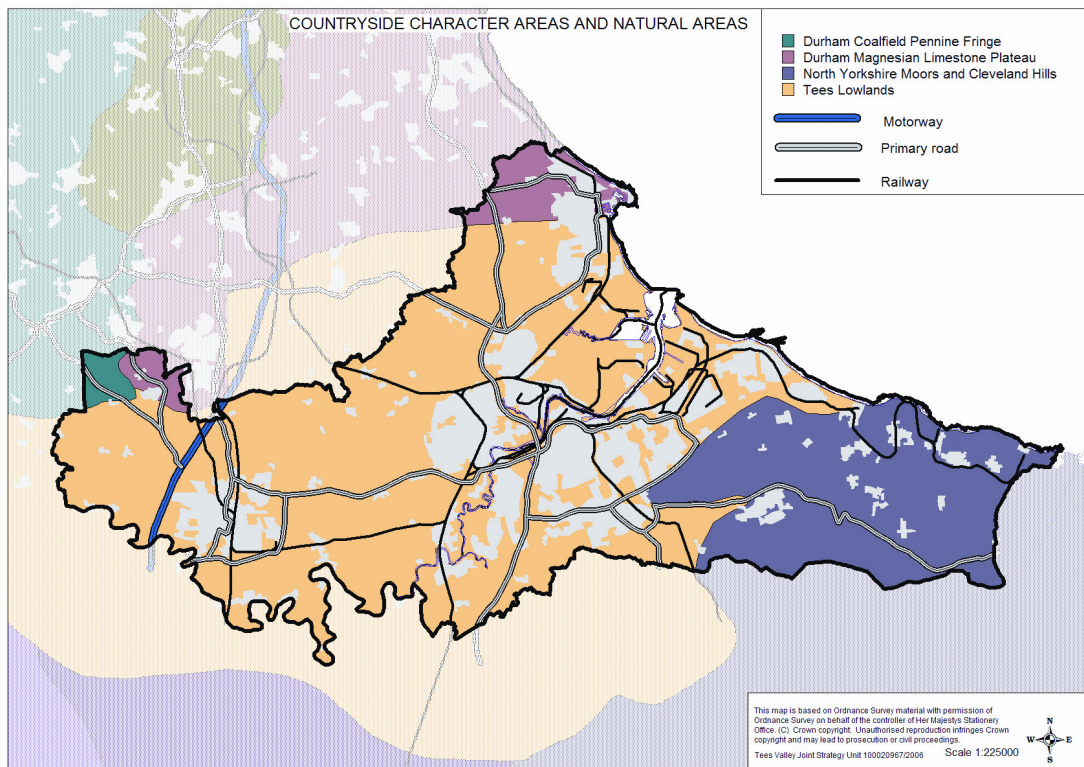 COUNTRYSIDE CHARACTER AREAS AND NATURAL AREAS
Durham Coalfield Pennine Fringe
Durham Magnesian Limestone Plateau
North Yorkshire Moors and Cleveland Hills
Tees Lowlands
Motorway
Primary road
Railway
This map is based on Ordnance Survey material with permission of
Ordnance Survey on behalf of the controller of Her Majestys Stationery
Office. (C) Crown copyright. Unauthorised reproduction infringes Crown
copyright and may lead to prosecution or civil proceedings.
Tees Valley Joint Strategy Unit 100020967/2006
Scale 1:225000
N
W E
S